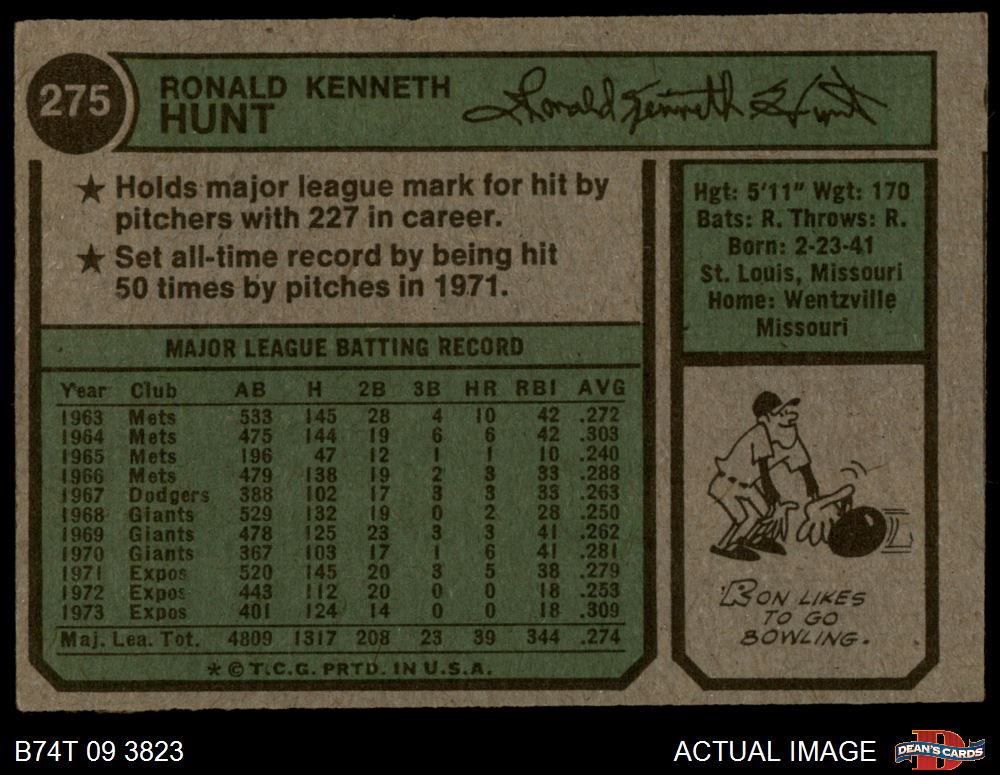 275
RONALD KENNETH
HUNT
Ronald Kenneth Hunt
★ Holds major league mark for hit by
pitchers with 227 in career.
★ Set all-time record by being hit
50 times by pitches in 1971.
MAJOR LEAGUE BATTING RECORD
Year Club AB H 2B 3B HR RBI AVG
1963 Mets 533 145 28 4 10 42 .272
1964 Mets 475 144 19 6 6 42 .303
1965 Mets 196 47 12 1 1 10 .240
1966 Mets 479 138 19 2 3 33 .288
1967 Dodgers 388 102 17 3 3 33 .263
1968 Giants 529 132 19 0 2 28 .250
1969 Giants 478 125 23 3 3 41 .262
1970 Giants 367 103 17 1 6 41 .281
1971 Expos 520 145 20 3 5 38 .279
1972 Expos 443 112 20 0 0 18 .253
1973 Expos 401 124 14 0 0 18 .309
Maj. Lea. Tot. 4809 1317 208 23 39 344 .274
* © T.C.G. PRTD. IN U.S.A.
Hgt: 5'11" Wgt: 170
Bats: R. Throws: R.
Born: 2-23-41
St. Louis, Missouri
Home: Wentzville
Missouri
RON LIKES
TO GO
BOWLING.
B74T 09 3823
ACTUAL IMAGE
DEAN'S CARDS